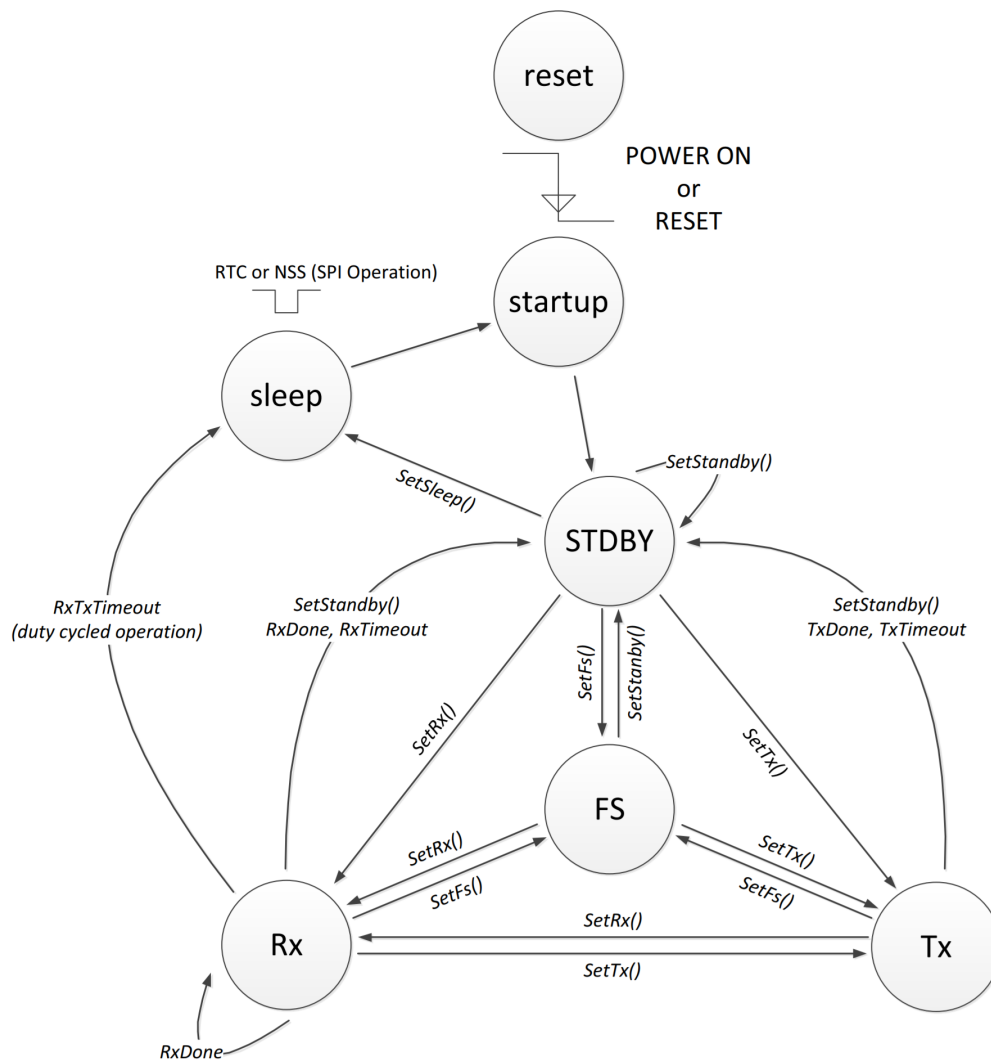 reset
POWER ON
or
RESET
RTC or NSS (SPI Operation)
startup
sleep
SetStandby()
SetSleep()
STDBY
RxTxTimeout
(duty cycled operation)
SetStandby()
RxDone, RxTimeout
SetStandby()
TxDone, TxTimeout
SetFs()
SetStanby()
SetRx()
SetTx()
FS
SetRx()
SetFs()
SetTx()
SetFs()
SetRx()
SetTx()
Rx
Tx
RxDone